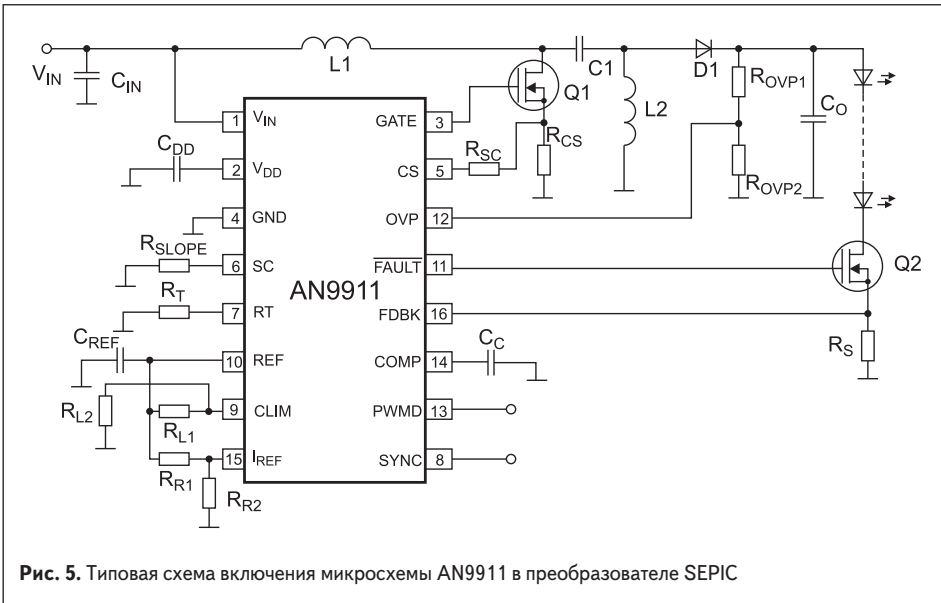 L1
C1
D1
V_IN
C_IN
Q1
L2
R_OVP1
C_O
R_CS
R_SC
R_OVP2
C_DD
1 V_IN
GATE 3
2 V_DD
CS 5
4 GND
OVP 12
R_SLOPE
6 SC
FAULT 11
Q2
R_T
AN9911
7 RT
FDBK 16
C_REF
10 REF
COMP 14
C_C
R_S
R_L2
R_L1
9 CLIM
PWMD 13
R_R1
15 I_REF
SYNC 8
R_R2
Рис. 5. Типовая схема включения микросхемы AN9911 в преобразователе SEPIC